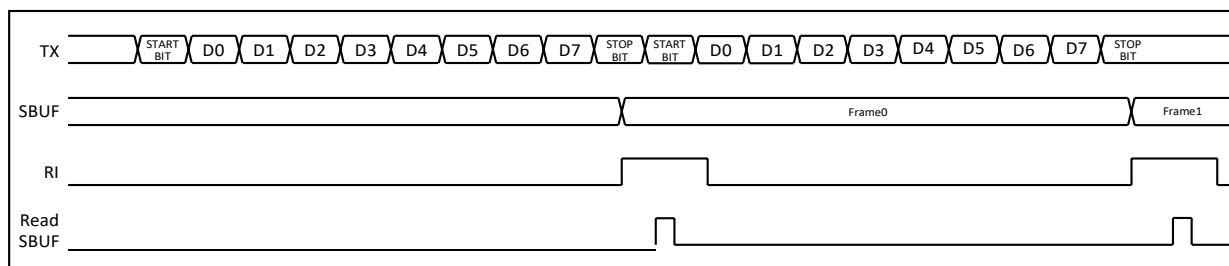 TX START BIT D0 D1 D2 D3 D4 D5 D6 D7 STOP BIT START BIT D0 D1 D2 D3 D4 D5 D6 D7 STOP BIT
SBUF Frame0 Frame1
RI
Read
SBUF